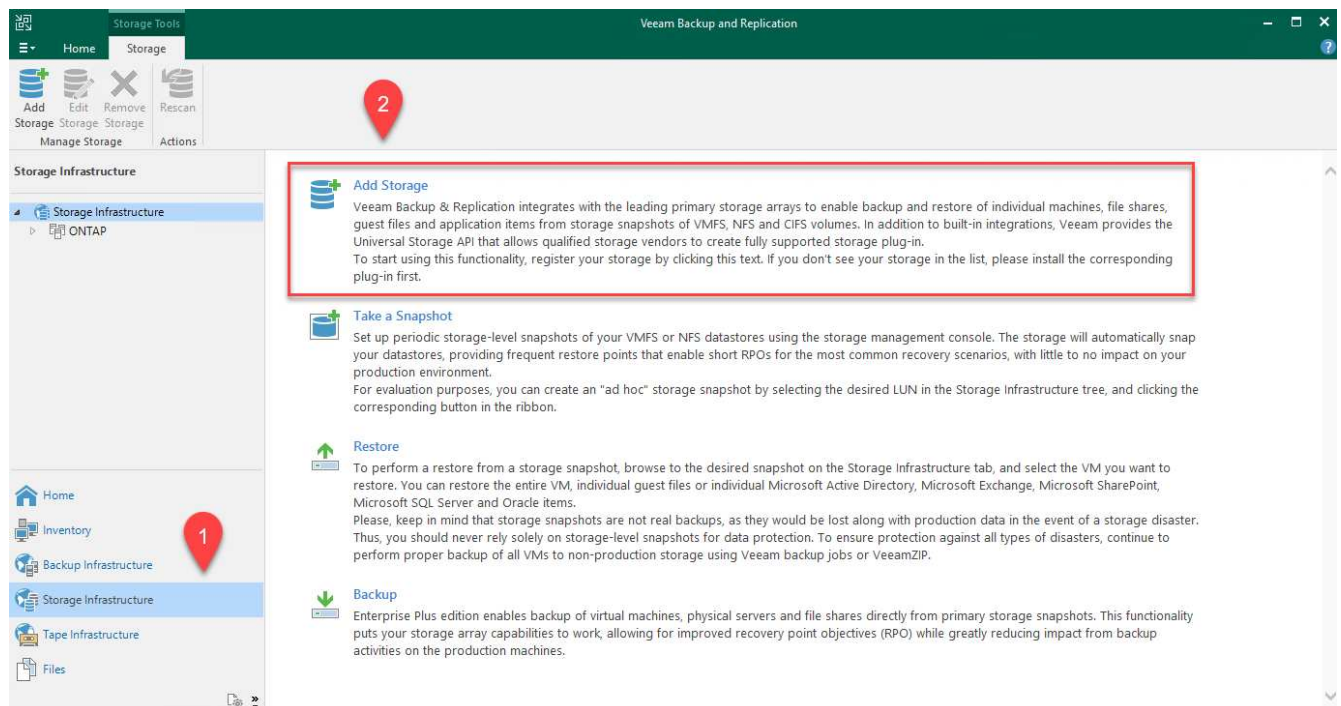 Storage Tools
Veeam Backup and Replication
Home
Storage
Add
Storage
Edit
Storage
Remove
Storage
Rescan
Manage Storage
Actions
2
Storage Infrastructure
Storage Infrastructure
ONTAP
Add Storage
Veeam Backup & Replication integrates with the leading primary storage arrays to enable backup and restore of individual machines, file shares,
guest files and application items from storage snapshots of VMFS, NFS and CIFS volumes. In addition to built-in integrations, Veeam provides the
Universal Storage API that allows qualified storage vendors to create fully supported storage plug-in.
To start using this functionality, register your storage by clicking this text. If you don't see your storage in the list, please install the corresponding
plug-in first.
Take a Snapshot
Set up periodic storage-level snapshots of your VMFS or NFS datastores using the storage management console. The storage will automatically snap
your datastores, providing frequent restore points that enable short RPOs for the most common recovery scenarios, with little to no impact on your
production environment.
For evaluation purposes, you can create an "ad hoc" storage snapshot by selecting the desired LUN in the Storage Infrastructure tree, and clicking the
corresponding button in the ribbon.
Restore
To perform a restore from a storage snapshot, browse to the desired snapshot on the Storage Infrastructure tab, and select the VM you want to
restore. You can restore the entire VM, individual guest files or individual Microsoft Active Directory, Microsoft Exchange, Microsoft SharePoint,
Microsoft SQL Server and Oracle items.
Please, keep in mind that storage snapshots are not real backups, as they would be lost along with production data in the event of a storage disaster.
Thus, you should never rely solely on storage-level snapshots for data protection. To ensure protection against all types of disasters, continue to
perform proper backup of all VMs to non-production storage using Veeam backup jobs or VeeamZIP.
Backup
Enterprise Plus edition enables backup of virtual machines, physical servers and file shares directly from primary storage snapshots. This functionality
puts your storage array capabilities to work, allowing for improved recovery point objectives (RPO) while greatly reducing impact from backup
activities on the production machines.
Home
Inventory
1
Backup Infrastructure
Storage Infrastructure
Tape Infrastructure
Files